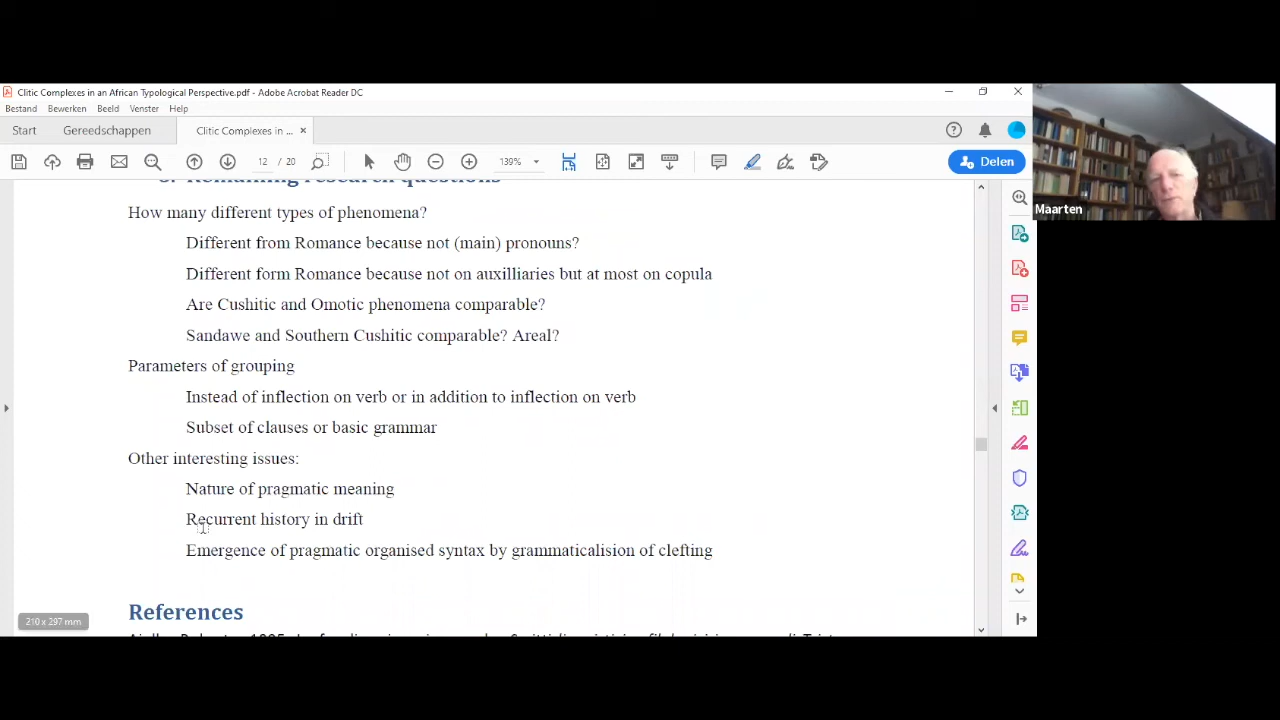 Clitic Complexes in an African Typological Perspective.pdf - Adobe Acrobat Reader DC
Bestand Bewerken Beeld Venster Help
Start Gereedschappen Clitic Complexes in ... ×
12 / 20 139% Delen
Maarten
Remaining research questions
How many different types of phenomena?
Different from Romance because not (main) pronouns?
Different form Romance because not on auxilliaries but at most on copula
Are Cushitic and Omotic phenomena comparable?
Sandawe and Southern Cushitic comparable? Areal?
Parameters of grouping
Instead of inflection on verb or in addition to inflection on verb
Subset of clauses or basic grammar
Other interesting issues:
Nature of pragmatic meaning
Recurrent history in drift
Emergence of pragmatic organised syntax by grammaticalision of clefting
References
210 x 297 mm